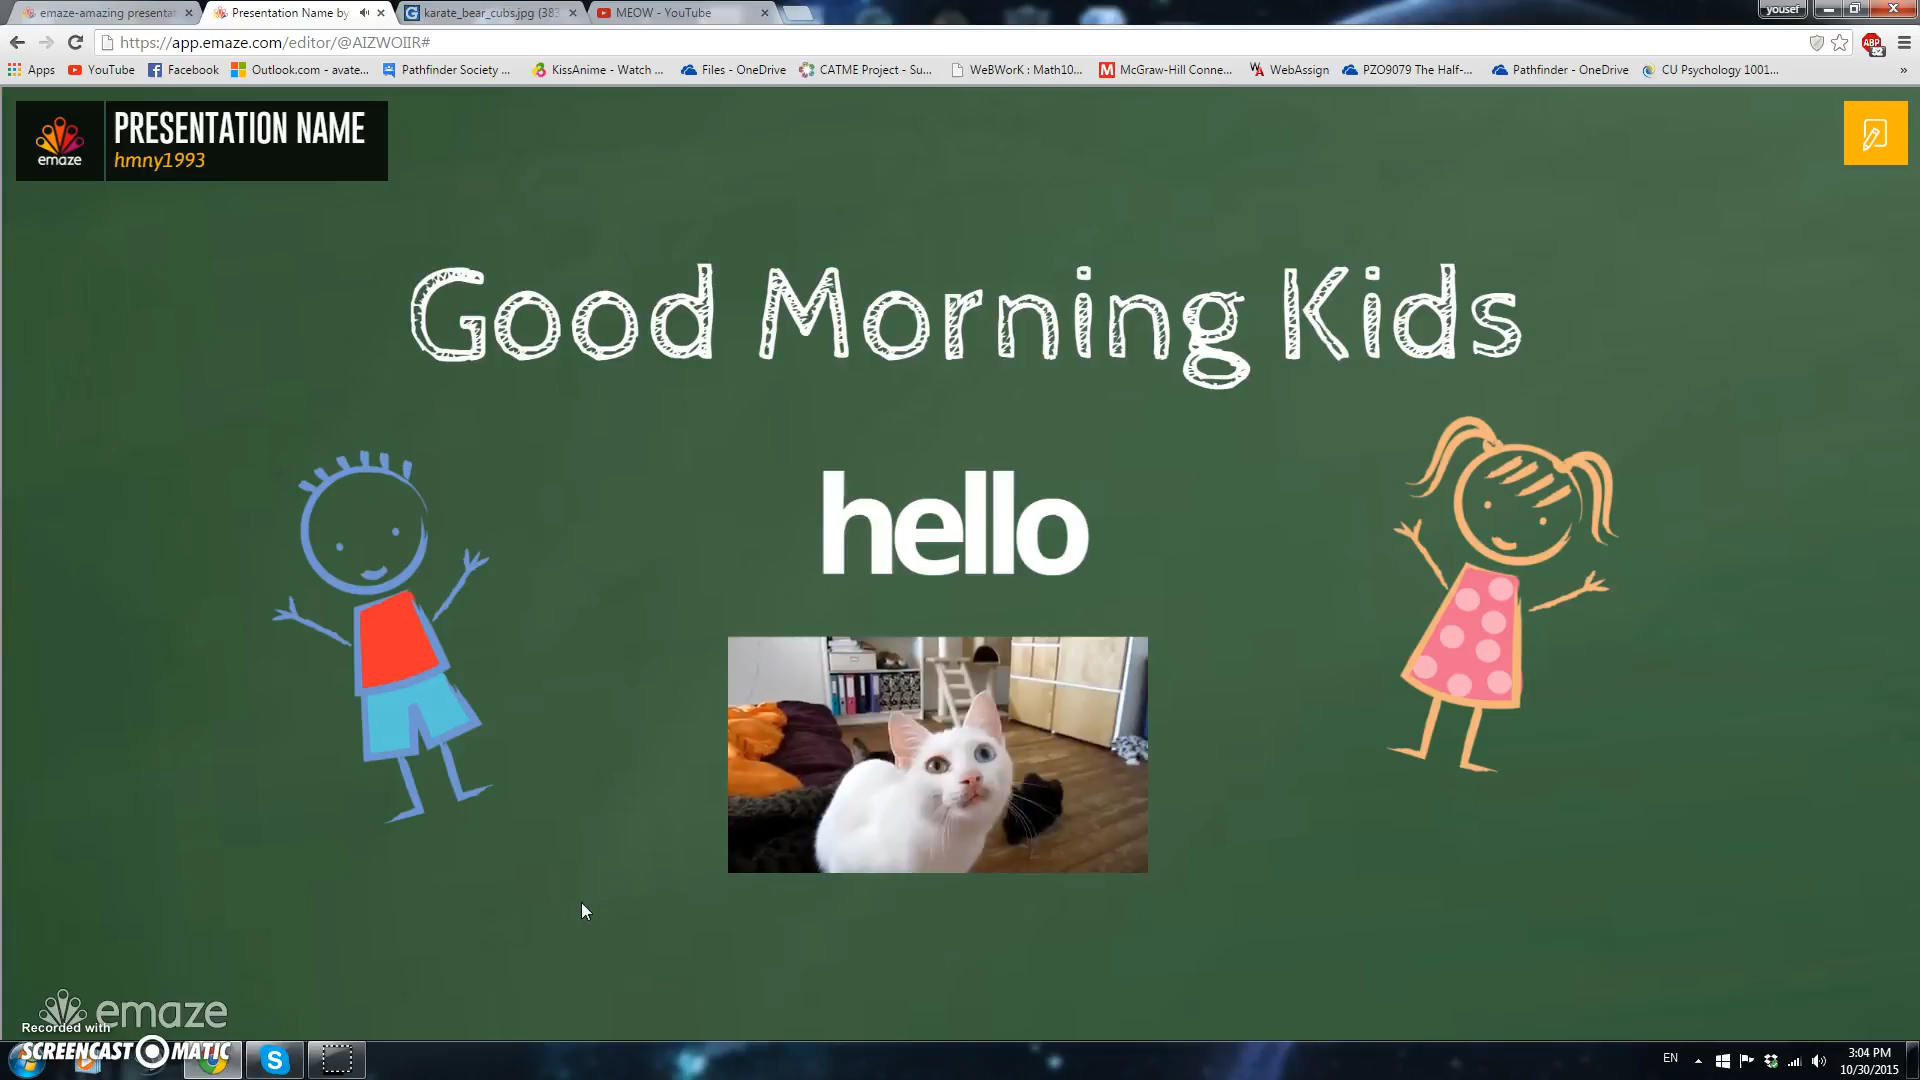 emaze-amazing presentat
Presentation Name by
karate_bear_cubs.jpg (383
MEOW - YouTube
yousef
https://app.emaze.com/editor/@AIZWOIIR#
ABP
Apps
YouTube
Facebook
Outlook.com - avate...
Pathfinder Society ...
KissAnime - Watch ...
Files - OneDrive
CATME Project - Su...
WeBWorK : Math10...
McGraw-Hill Conne...
WebAssign
PZO9079 The Half-...
Pathfinder - OneDrive
CU Psychology 1001...
»
emaze
PRESENTATION NAME
hmny1993
Good Morning Kids
hello
emaze
Recorded with
SCREENCAST MATIC
EN
3:04 PM
10/30/2015